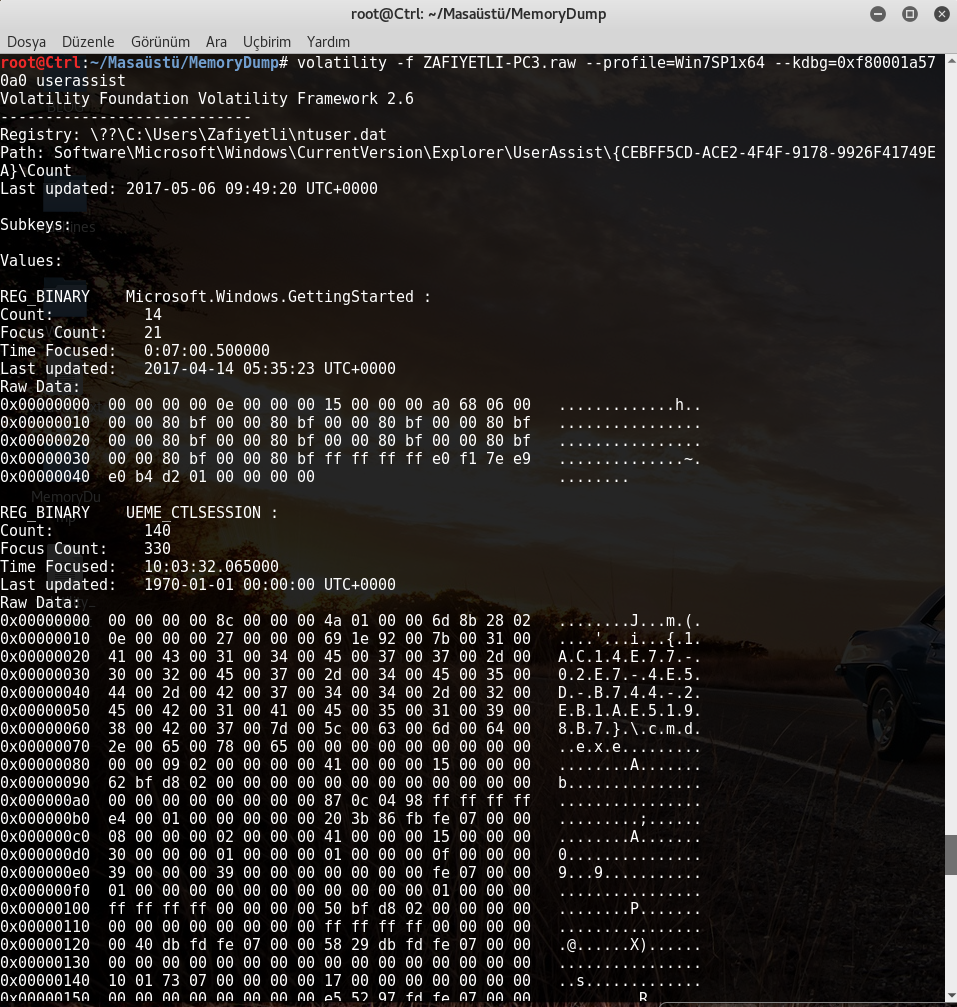 root@Ctrl: ~/Masaüstü/MemoryDump
Dosya Düzenle Görünüm Ara Uçbirim Yardım
root@Ctrl:~/Masaüstü/MemoryDump# volatility -f ZAFIYETLI-PC3.raw --profile=Win7SP1x64 --kdbg=0xf80001a57
0a0 userassist
Volatility Foundation Volatility Framework 2.6
----------------------------
Registry: \??\C:\Users\Zafiyetli\ntuser.dat
Path: Software\Microsoft\Windows\CurrentVersion\Explorer\UserAssist\{CEBFF5CD-ACE2-4F4F-9178-9926F41749E
A}\Count
Last updated: 2017-05-06 09:49:20 UTC+0000
Subkeys:
Values:
REG_BINARY    Microsoft.Windows.GettingStarted :
Count:          14
Focus Count:    21
Time Focused:   0:07:00.500000
Last updated:   2017-04-14 05:35:23 UTC+0000
Raw Data:
0x00000000  00 00 00 00 0e 00 00 00 15 00 00 00 a0 68 06 00   .............h..
0x00000010  00 00 80 bf 00 00 80 bf 00 00 80 bf 00 00 80 bf   ................
0x00000020  00 00 80 bf 00 00 80 bf 00 00 80 bf 00 00 80 bf   ................
0x00000030  00 00 80 bf 00 00 80 bf ff ff ff ff e0 f1 7e e9   ..............~.
0x00000040  e0 b4 d2 01 00 00 00 00                           ........
MemoryDu
REG_BINARY    UEME_CTLSESSION :
Count:          140
Focus Count:    330
Time Focused:   10:03:32.065000
Last updated:   1970-01-01 00:00:00 UTC+0000
Raw Data:
0x00000000  00 00 00 00 8c 00 00 00 4a 01 00 00 6d 8b 28 02   ........J...m.(.
0x00000010  0e 00 00 00 27 00 00 00 69 1e 92 00 7b 00 31 00   ....'...i...{.1.
0x00000020  41 00 43 00 31 00 34 00 45 00 37 00 37 00 2d 00   A.C.1.4.E.7.7.-.
0x00000030  30 00 32 00 45 00 37 00 2d 00 34 00 45 00 35 00   0.2.E.7.-.4.E.5.
0x00000040  44 00 2d 00 42 00 37 00 34 00 34 00 2d 00 32 00   D.-.B.7.4.4.-.2.
0x00000050  45 00 42 00 31 00 41 00 45 00 35 00 31 00 39 00   E.B.1.A.E.5.1.9.
0x00000060  38 00 42 00 37 00 7d 00 5c 00 63 00 6d 00 64 00   8.B.7.}.\.c.m.d.
0x00000070  2e 00 65 00 78 00 65 00 00 00 00 00 00 00 00 00   ..e.x.e.........
0x00000080  00 00 09 02 00 00 00 00 41 00 00 00 15 00 00 00   ........A.......
0x00000090  62 bf d8 02 00 00 00 00 00 00 00 00 00 00 00 00   b...............
0x000000a0  00 00 00 00 00 00 00 00 87 0c 04 98 ff ff ff ff   ................
0x000000b0  e4 00 01 00 00 00 00 00 20 3b 86 fb fe 07 00 00   .........;......
0x000000c0  08 00 00 00 02 00 00 00 41 00 00 00 15 00 00 00   ........A.......
0x000000d0  30 00 00 00 01 00 00 00 01 00 00 00 0f 00 00 00   0...............
0x000000e0  39 00 00 00 39 00 00 00 00 00 00 00 fe 07 00 00   9...9...........
0x000000f0  01 00 00 00 00 00 00 00 00 00 00 00 01 00 00 00   ................
0x00000100  ff ff ff ff 00 00 00 00 50 bf d8 02 00 00 00 00   ........P.......
0x00000110  00 00 00 00 00 00 00 00 ff ff ff ff 00 00 00 00   ................
0x00000120  00 40 db fd fe 07 00 00 58 29 db fd fe 07 00 00   .@......X)......
0x00000130  00 00 00 00 00 00 00 00 00 00 00 00 00 00 00 00   ................
0x00000140  10 01 73 07 00 00 00 00 17 00 00 00 00 00 00 00   ..s.............
0x00000150  00 00 00 00 00 00 00 00 e5 52 97 fd fe 07 00 00   .........R......